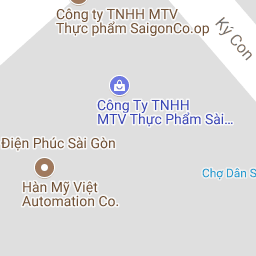 Công ty TNHH MTV
Thực phẩm SaigonCo.op
Ký Con
Công Ty TNHH
MTV Thực Phẩm Sài...
Điện Phúc Sài Gòn
Chợ Dân S
Hàn Mỹ Việt
Automation Co.